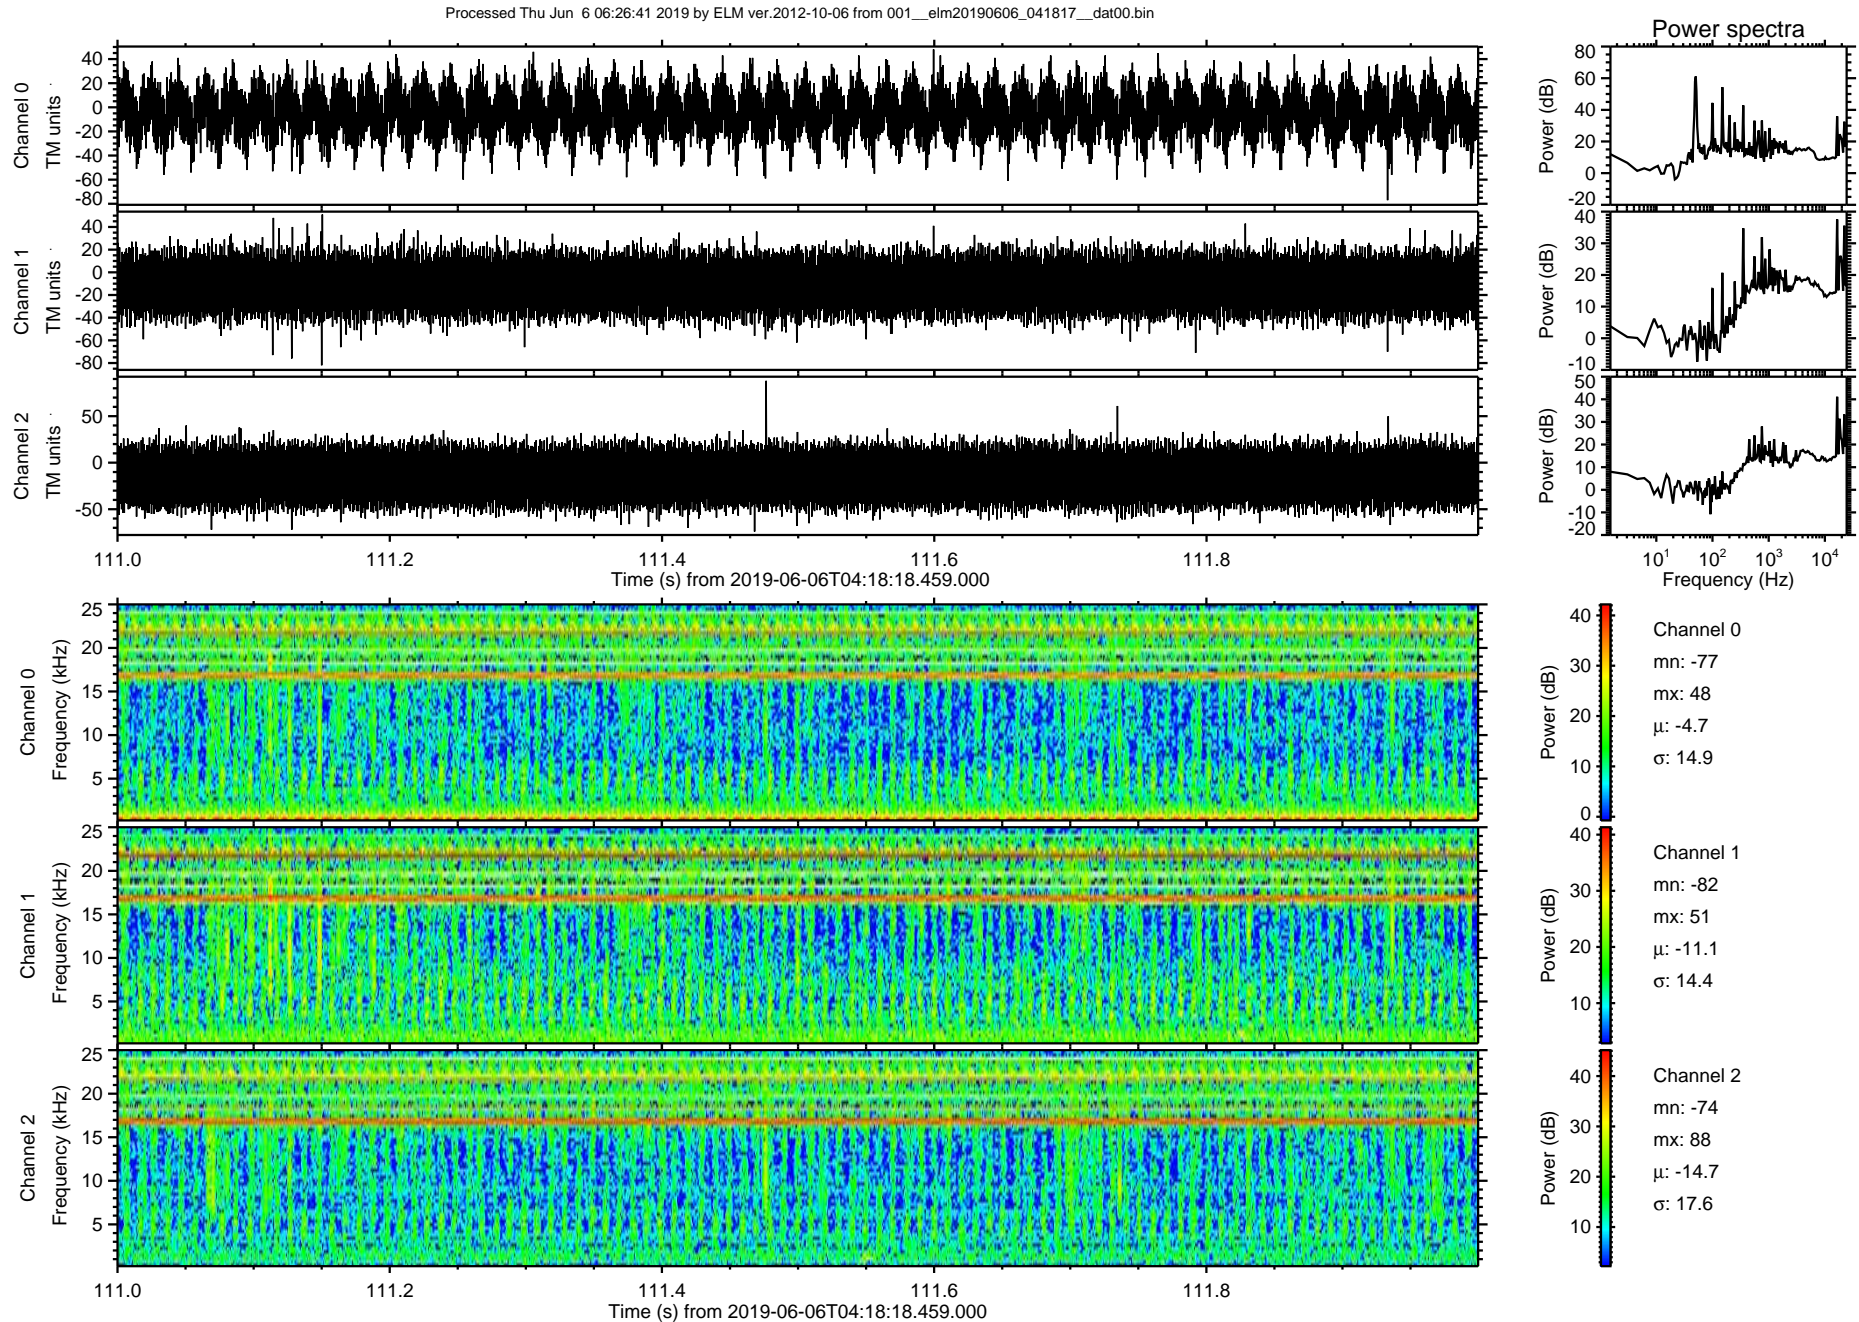 Processed Thu Jun  6 06:26:41 2019 by ELM ver.2012-10-06 from 001__elm20190606_041817__dat00.bin
Power spectra
Channel 0
TM units
40
20
0
-20
-40
-60
-80
Power (dB)
80
60
40
20
0
-20
Channel 1
TM units
40
20
0
-20
-40
-60
-80
Power (dB)
40
30
20
10
0
-10
Channel 2
TM units
50
0
-50
Power (dB)
50
40
30
20
10
0
-10
-20
111.0 111.2 111.4 111.6 111.8
Time (s) from 2019-06-06T04:18:18.459.000
10¹ 10² 10³ 10⁴
Frequency (Hz)
Channel 0
Frequency (kHz)
25
20
15
10
5
Power (dB)
40
30
20
10
0
Channel 0
mn: -77
mx: 48
μ: -4.7
σ: 14.9
Channel 1
Frequency (kHz)
25
20
15
10
5
Power (dB)
40
30
20
10
Channel 1
mn: -82
mx: 51
μ: -11.1
σ: 14.4
Channel 2
Frequency (kHz)
25
20
15
10
5
Power (dB)
40
30
20
10
Channel 2
mn: -74
mx: 88
μ: -14.7
σ: 17.6
111.0 111.2 111.4 111.6 111.8
Time (s) from 2019-06-06T04:18:18.459.000